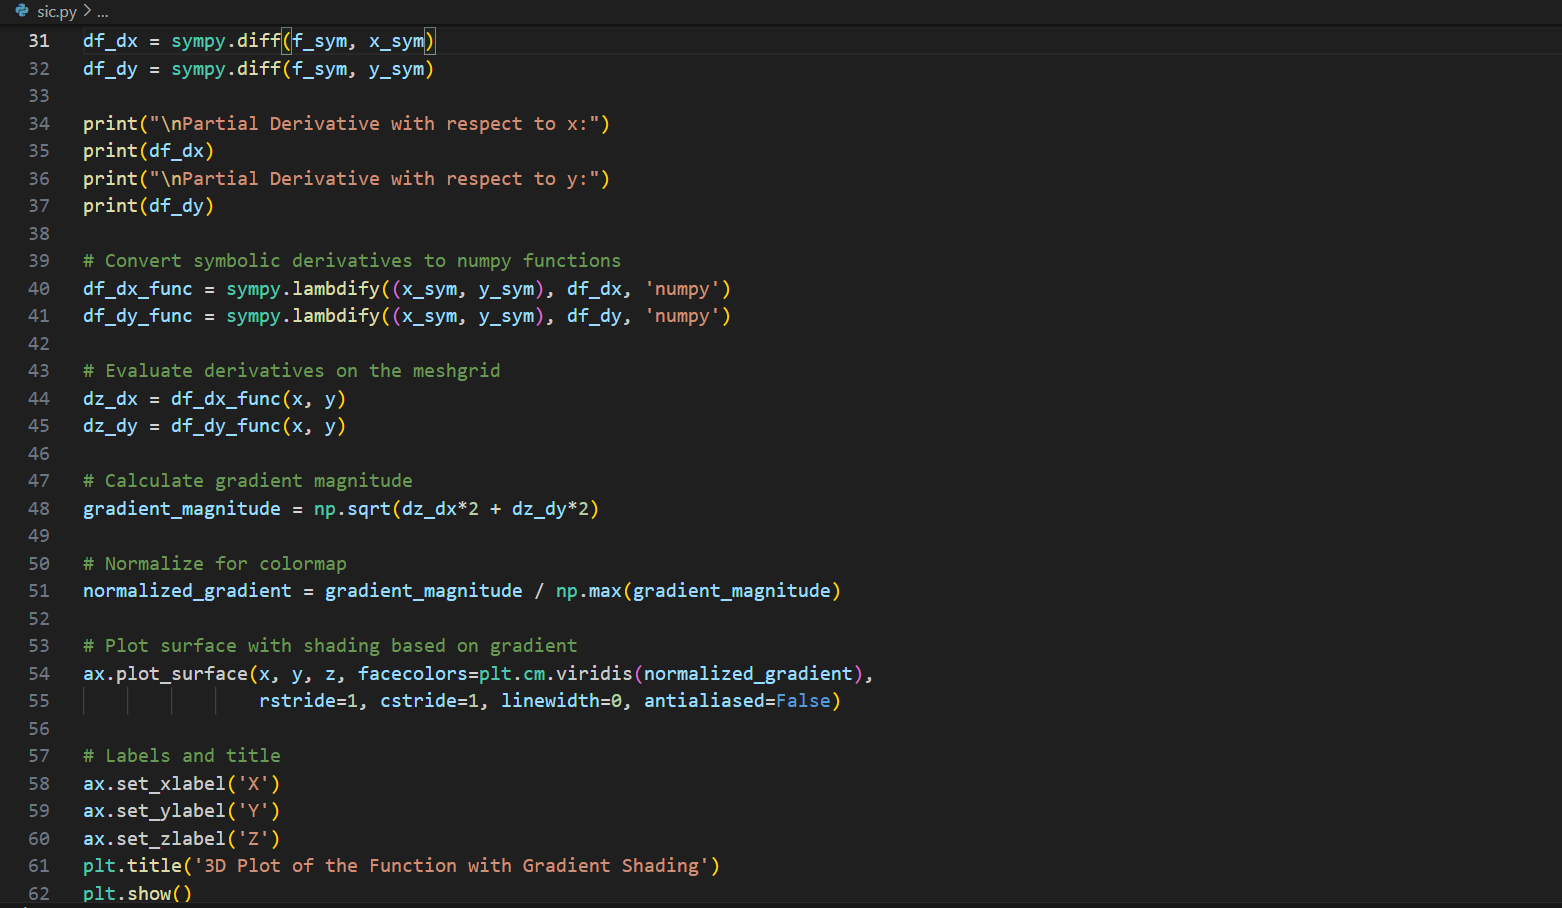 sic.py > ...
31 df_dx = sympy.diff(f_sym, x_sym)
32 df_dy = sympy.diff(f_sym, y_sym)
33
34 print("\nPartial Derivative with respect to x:")
35 print(df_dx)
36 print("\nPartial Derivative with respect to y:")
37 print(df_dy)
38
39 # Convert symbolic derivatives to numpy functions
40 df_dx_func = sympy.lambdify((x_sym, y_sym), df_dx, 'numpy')
41 df_dy_func = sympy.lambdify((x_sym, y_sym), df_dy, 'numpy')
42
43 # Evaluate derivatives on the meshgrid
44 dz_dx = df_dx_func(x, y)
45 dz_dy = df_dy_func(x, y)
46
47 # Calculate gradient magnitude
48 gradient_magnitude = np.sqrt(dz_dx*2 + dz_dy*2)
49
50 # Normalize for colormap
51 normalized_gradient = gradient_magnitude / np.max(gradient_magnitude)
52
53 # Plot surface with shading based on gradient
54 ax.plot_surface(x, y, z, facecolors=plt.cm.viridis(normalized_gradient),
55                 rstride=1, cstride=1, linewidth=0, antialiased=False)
56
57 # Labels and title
58 ax.set_xlabel('X')
59 ax.set_ylabel('Y')
60 ax.set_zlabel('Z')
61 plt.title('3D Plot of the Function with Gradient Shading')
62 plt.show()